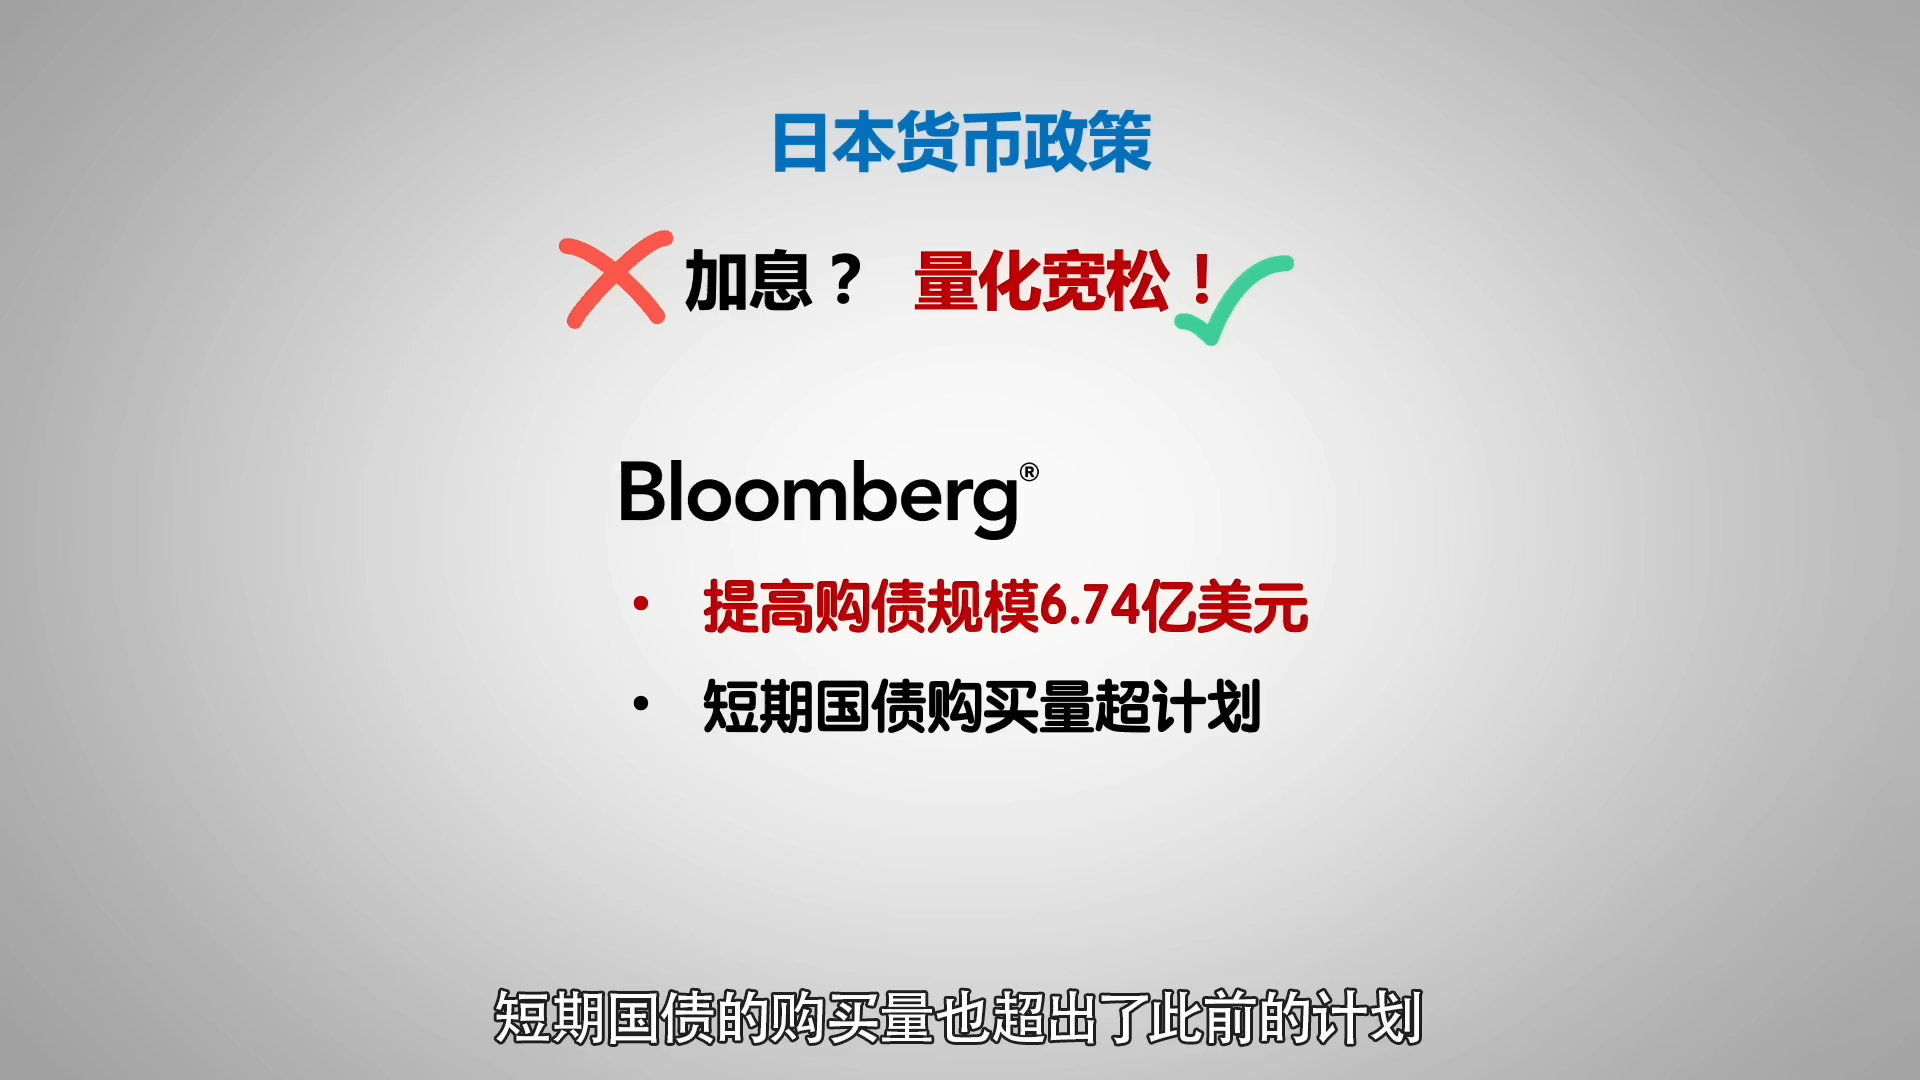 日本货币政策
加息？ 量化宽松！
Bloomberg®
• 提高购债规模6.74亿美元
• 短期国债购买量超计划
短期国债的购买量也超出了此前的计划